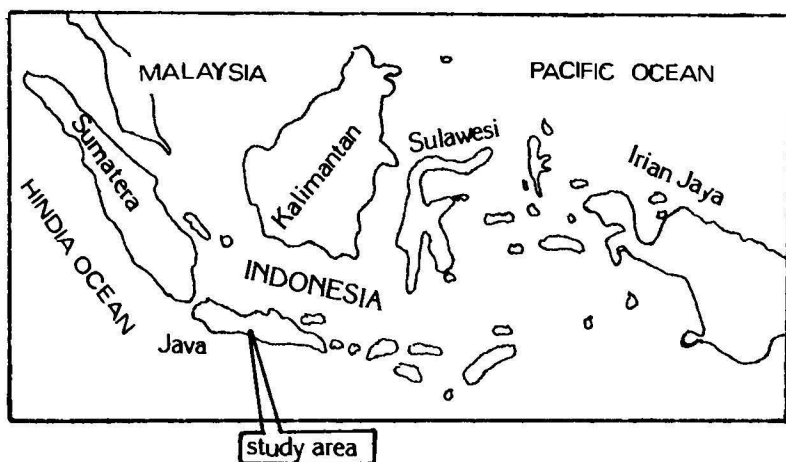 MALAYSIA
PACIFIC OCEAN
Sumatera
Kalimantan
Sulawesi
Irian Jaya
HINDIA OCEAN
INDONESIA
Java
study area